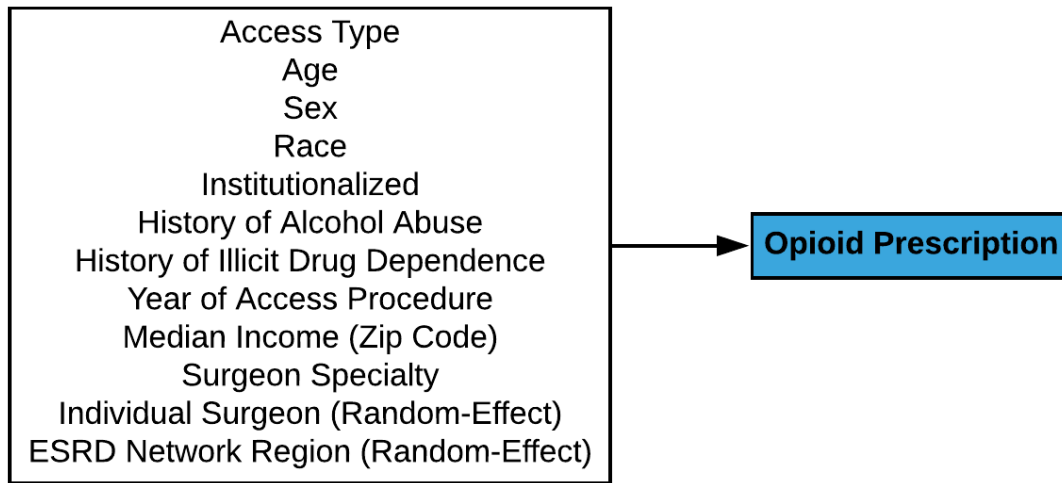 Access Type
Age
Sex
Race
Institutionalized
History of Alcohol Abuse
History of Illicit Drug Dependence
Year of Access Procedure
Median Income (Zip Code)
Surgeon Specialty
Individual Surgeon (Random-Effect)
ESRD Network Region (Random-Effect)
Opioid Prescription